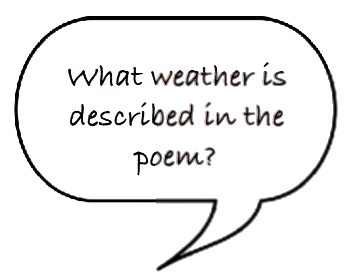 What weather is
described in the
poem?